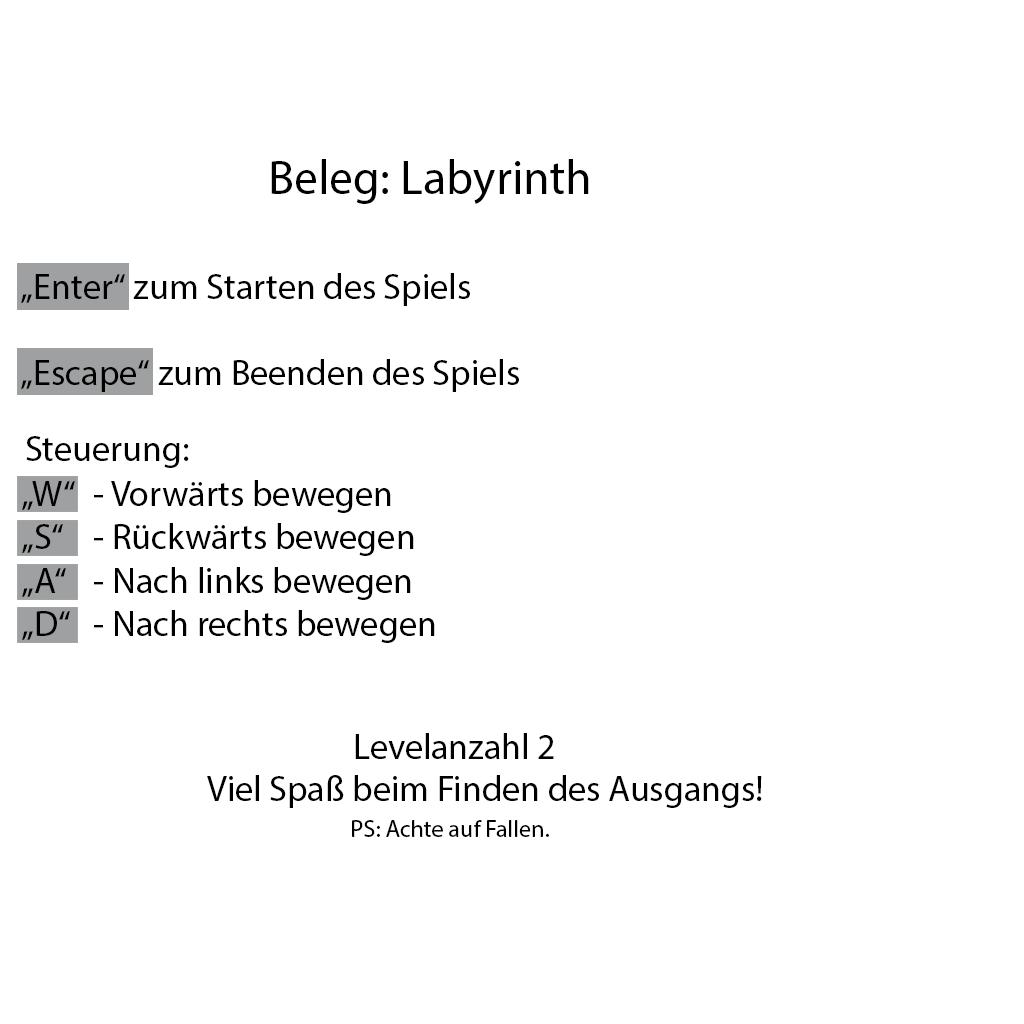 Beleg: Labyrinth
„Enter“ zum Starten des Spiels
„Escape“ zum Beenden des Spiels
Steuerung:
„W“ - Vorwärts bewegen
„S“ - Rückwärts bewegen
„A“ - Nach links bewegen
„D“ - Nach rechts bewegen
Levelanzahl 2
Viel Spaß beim Finden des Ausgangs!
PS: Achte auf Fallen.